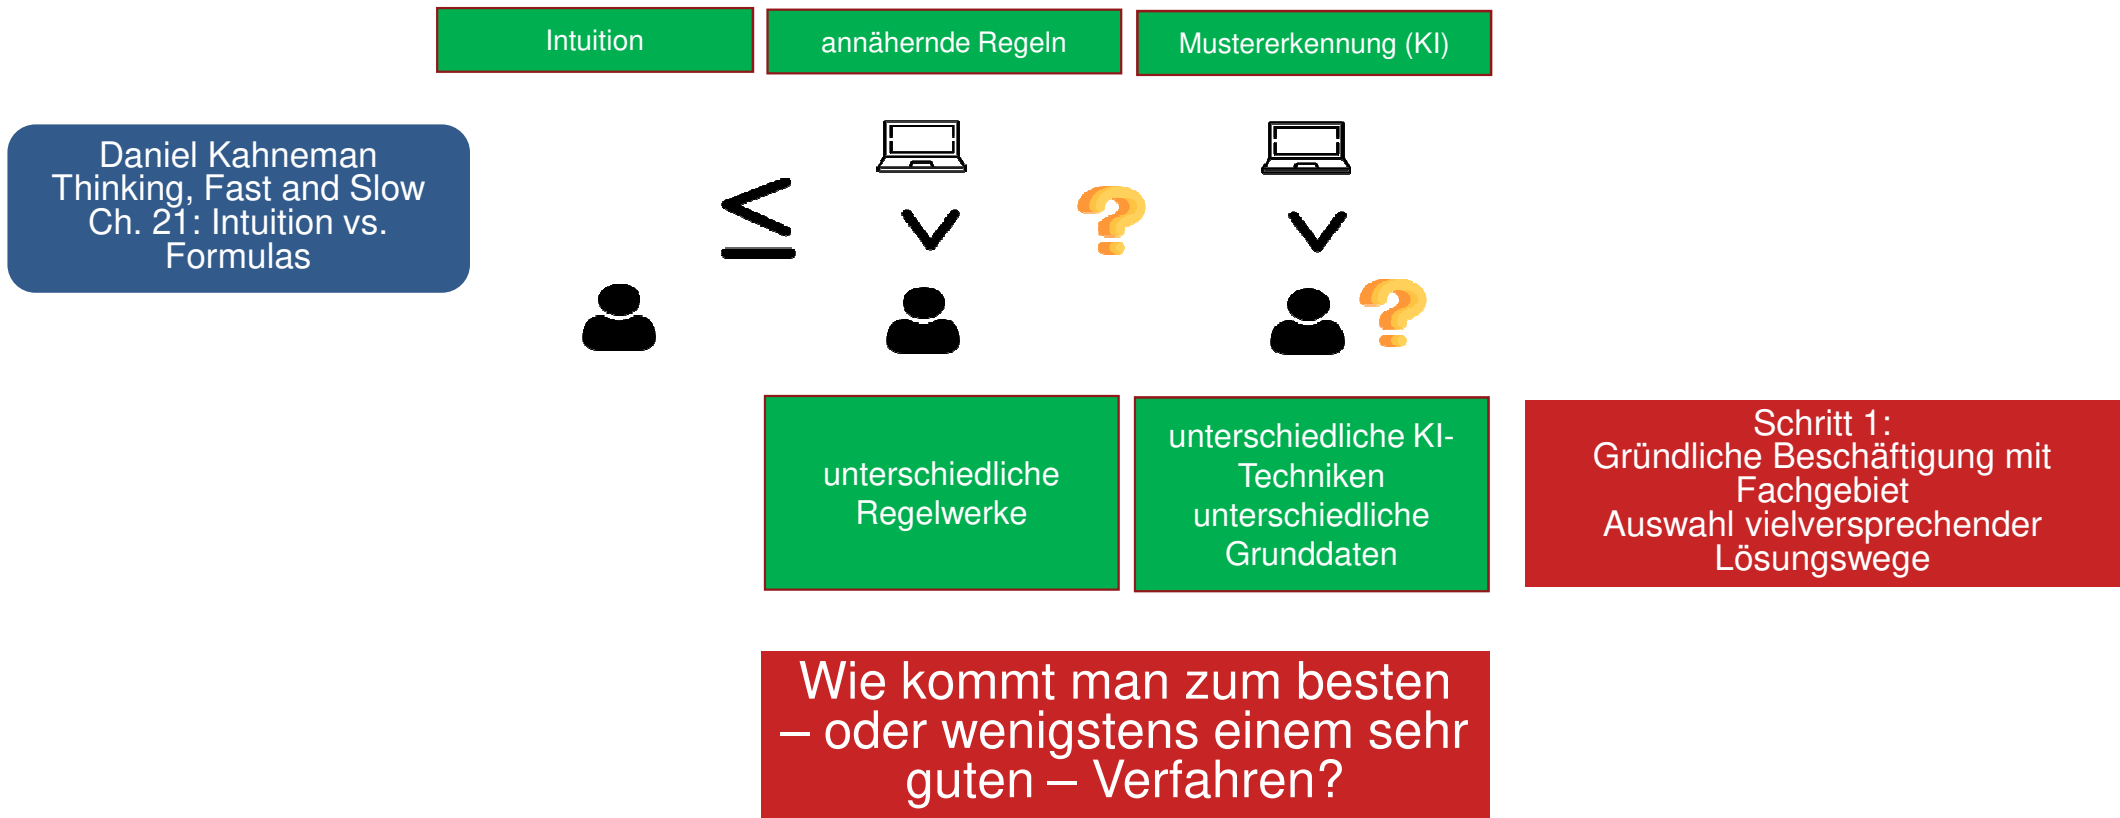 Intuition
annähernde Regeln
Mustererkennung (KI)
Daniel Kahneman
Thinking, Fast and Slow
Ch. 21: Intuition vs.
Formulas
≤
?
?
unterschiedliche
Regelwerke
unterschiedliche KI-
Techniken
unterschiedliche
Grunddaten
Schritt 1:
Gründliche Beschäftigung mit
Fachgebiet
Auswahl vielversprechender
Lösungswege
Wie kommt man zum besten
– oder wenigstens einem sehr
guten – Verfahren?